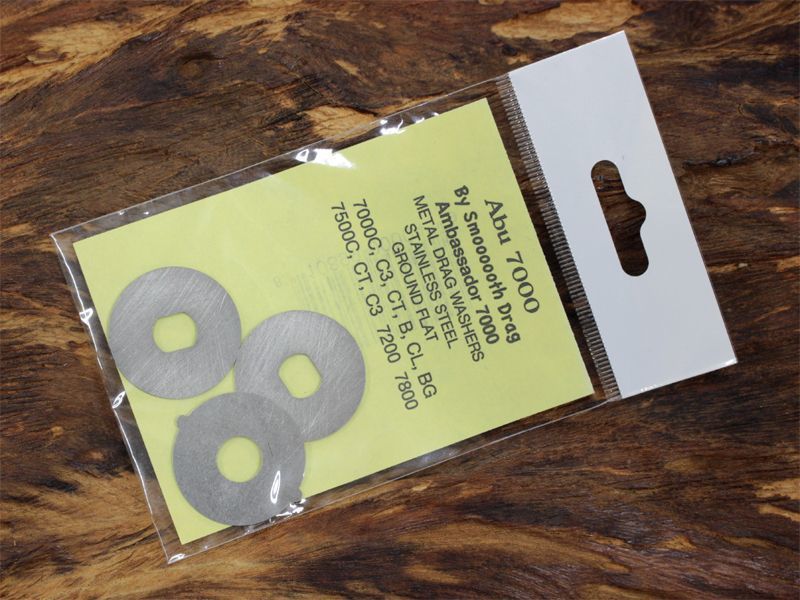 Abu 7000
By Smoooooth Drag
Ambassador 7000
METAL DRAG WASHERS
STAINLESS STEEL
GROUND FLAT
7000C, C3, CT, B, CL, BG
7500C, CT, C3 7200 7800